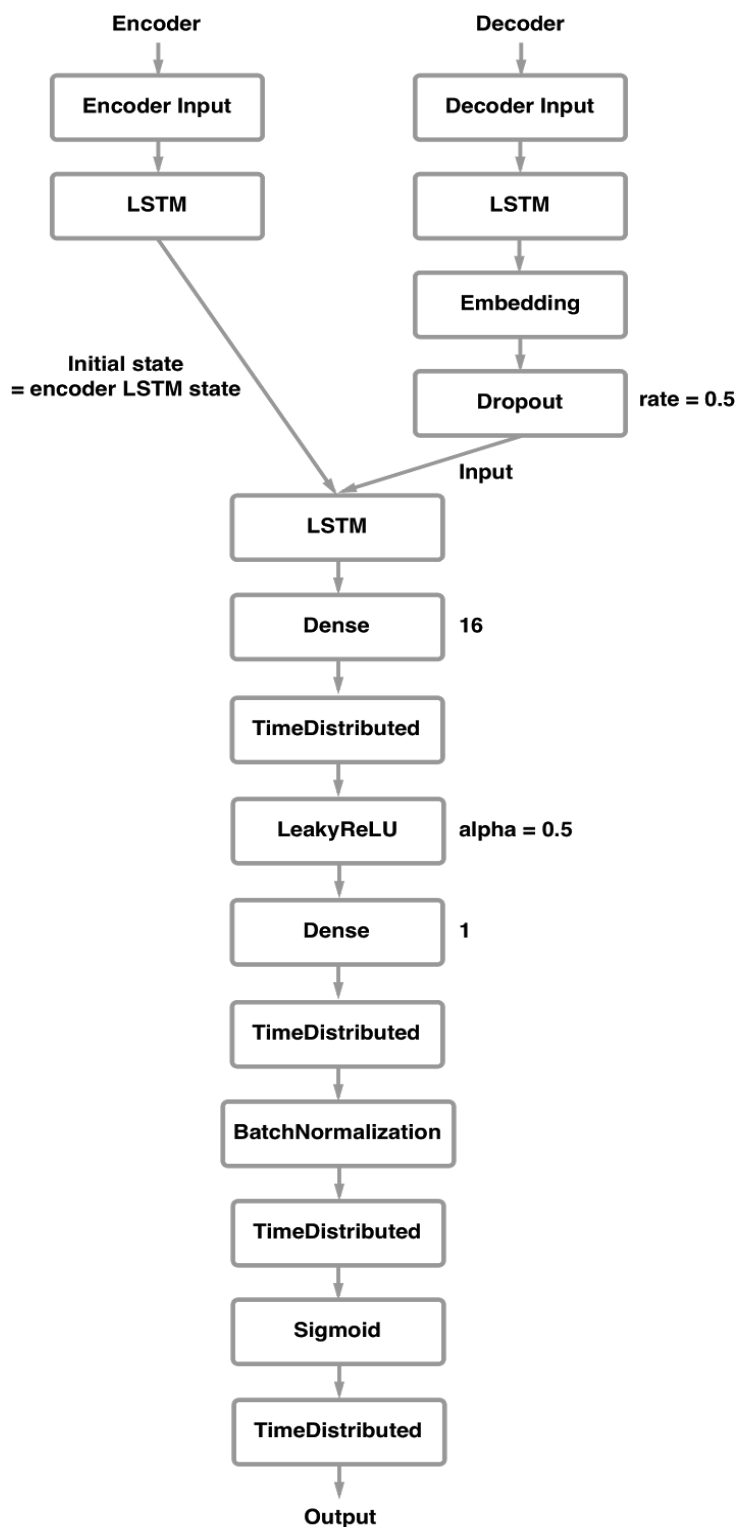 Encoder
Decoder
Encoder Input
Decoder Input
LSTM
LSTM
Embedding
Initial state
= encoder LSTM state
Dropout
rate = 0.5
Input
LSTM
Dense
16
TimeDistributed
LeakyReLU
alpha = 0.5
Dense
1
TimeDistributed
BatchNormalization
TimeDistributed
Sigmoid
TimeDistributed
Output